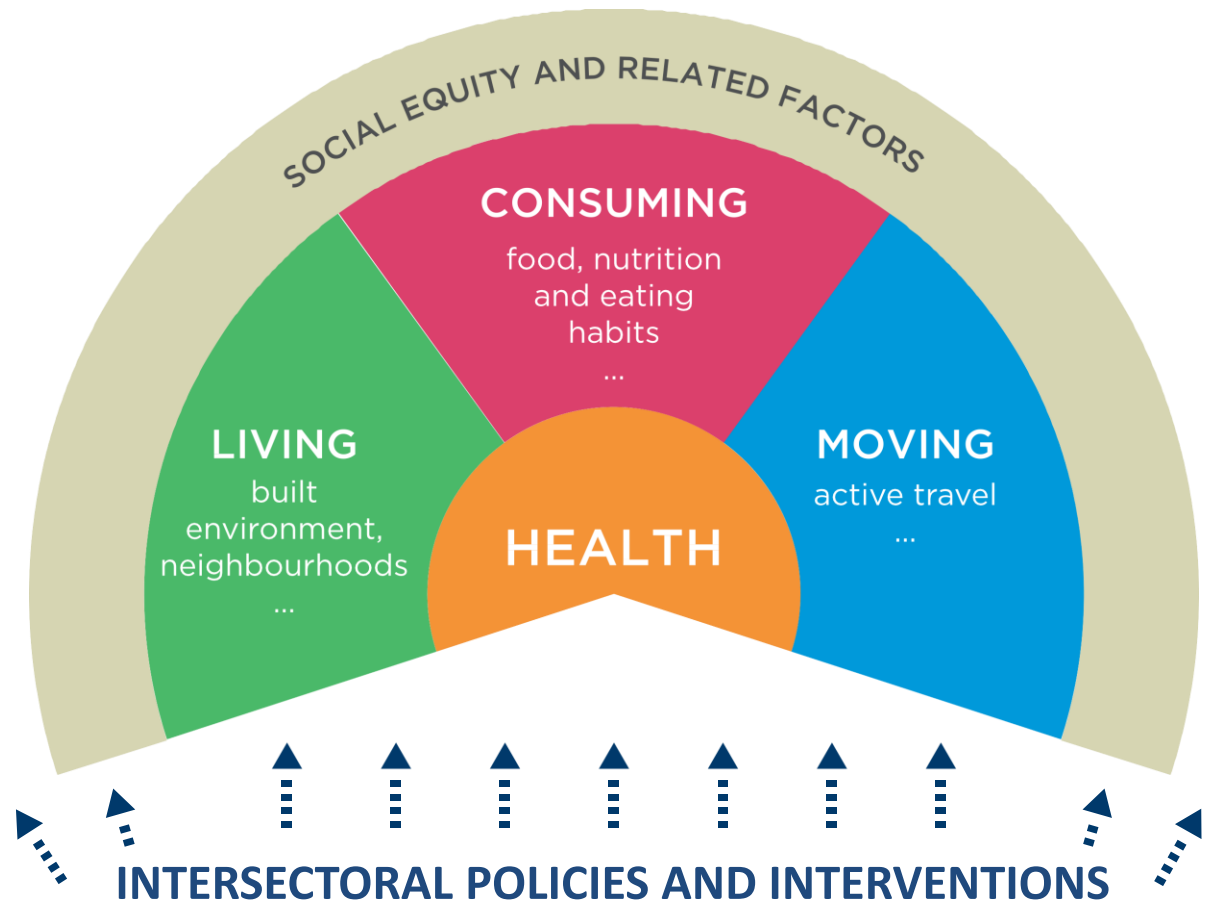 SOCIAL EQUITY AND RELATED FACTORS
CONSUMING
food, nutrition
and eating
habits
...
LIVING
built
environment,
neighbourhoods
...
MOVING
active travel
...
HEALTH
INTERSECTORAL POLICIES AND INTERVENTIONS